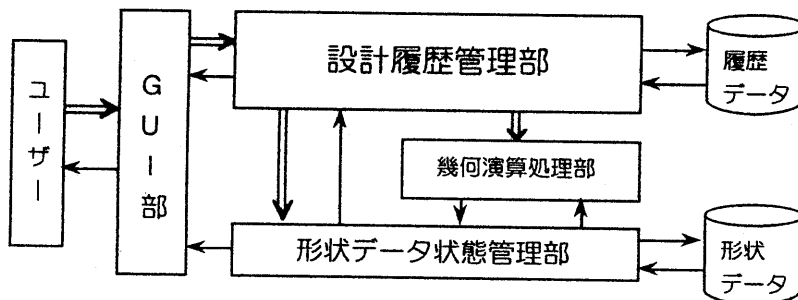 ユーザー
GUI部
設計履歴管理部
履歴
データ
幾何演算処理部
形状データ状態管理部
形状
データ